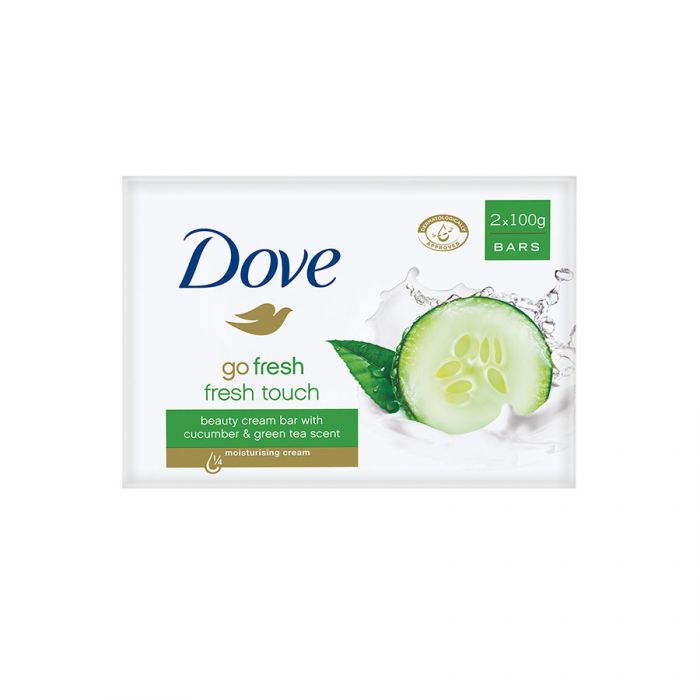 Dove
go fresh
fresh touch
beauty cream bar with
cucumber & green tea scent
¼ moisturising cream
DERMATOLOGICALLY
APPROVED
2x100g
BARS